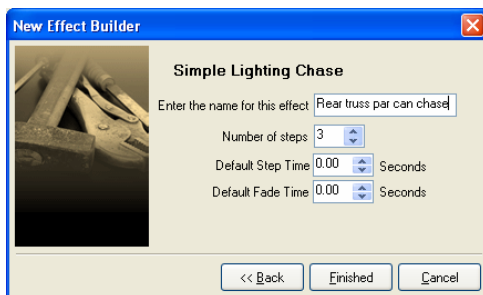 New Effect Builder
Simple Lighting Chase
Enter the name for this effect Rear truss par can chase
Number of steps 3
Default Step Time 0.00 Seconds
Default Fade Time 0.00 Seconds
<< Back Finished Cancel